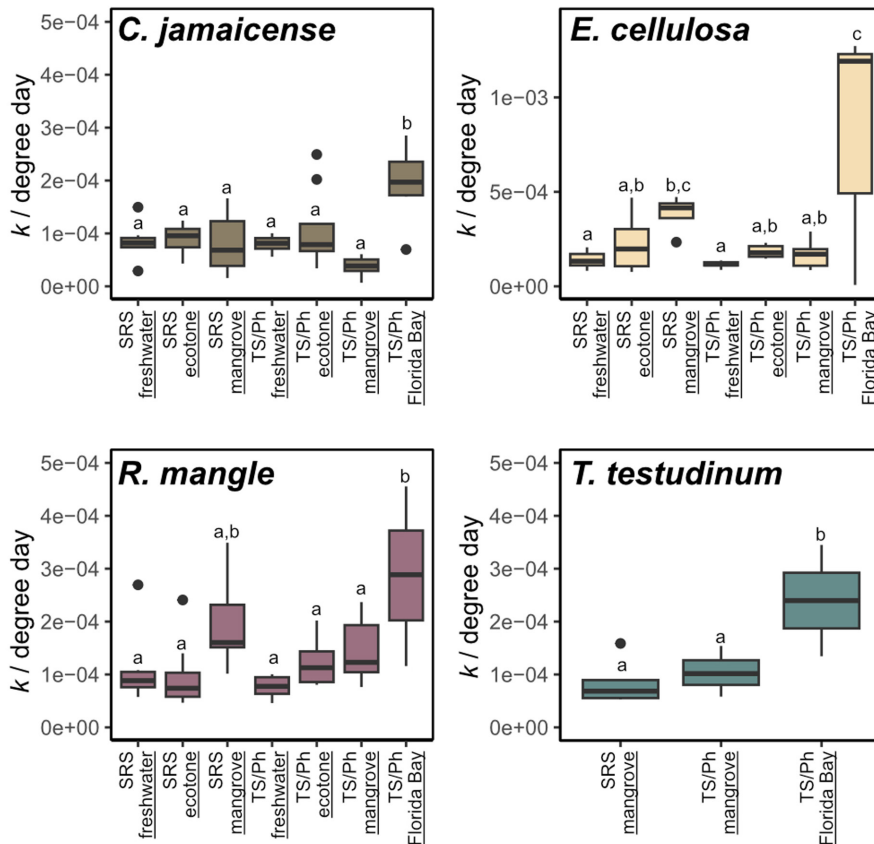 C. jamaicense
k / degree day
5e−04
4e−04
3e−04
2e−04
1e−04
0e+00
a
a
a
a
a
a
b
SRS freshwater
SRS ecotone
SRS mangrove
TS/Ph freshwater
TS/Ph ecotone
TS/Ph mangrove
TS/Ph Florida Bay
E. cellulosa
k / degree day
1e−03
5e−04
0e+00
a
a,b
b,c
a
a,b
a,b
c
SRS freshwater
SRS ecotone
SRS mangrove
TS/Ph freshwater
TS/Ph ecotone
TS/Ph mangrove
TS/Ph Florida Bay
R. mangle
k / degree day
5e−04
4e−04
3e−04
2e−04
1e−04
0e+00
a
a
a,b
a
a
a
b
SRS freshwater
SRS ecotone
SRS mangrove
TS/Ph freshwater
TS/Ph ecotone
TS/Ph mangrove
TS/Ph Florida Bay
T. testudinum
k / degree day
5e−04
4e−04
3e−04
2e−04
1e−04
0e+00
a
a
b
SRS mangrove
TS/Ph mangrove
TS/Ph Florida Bay